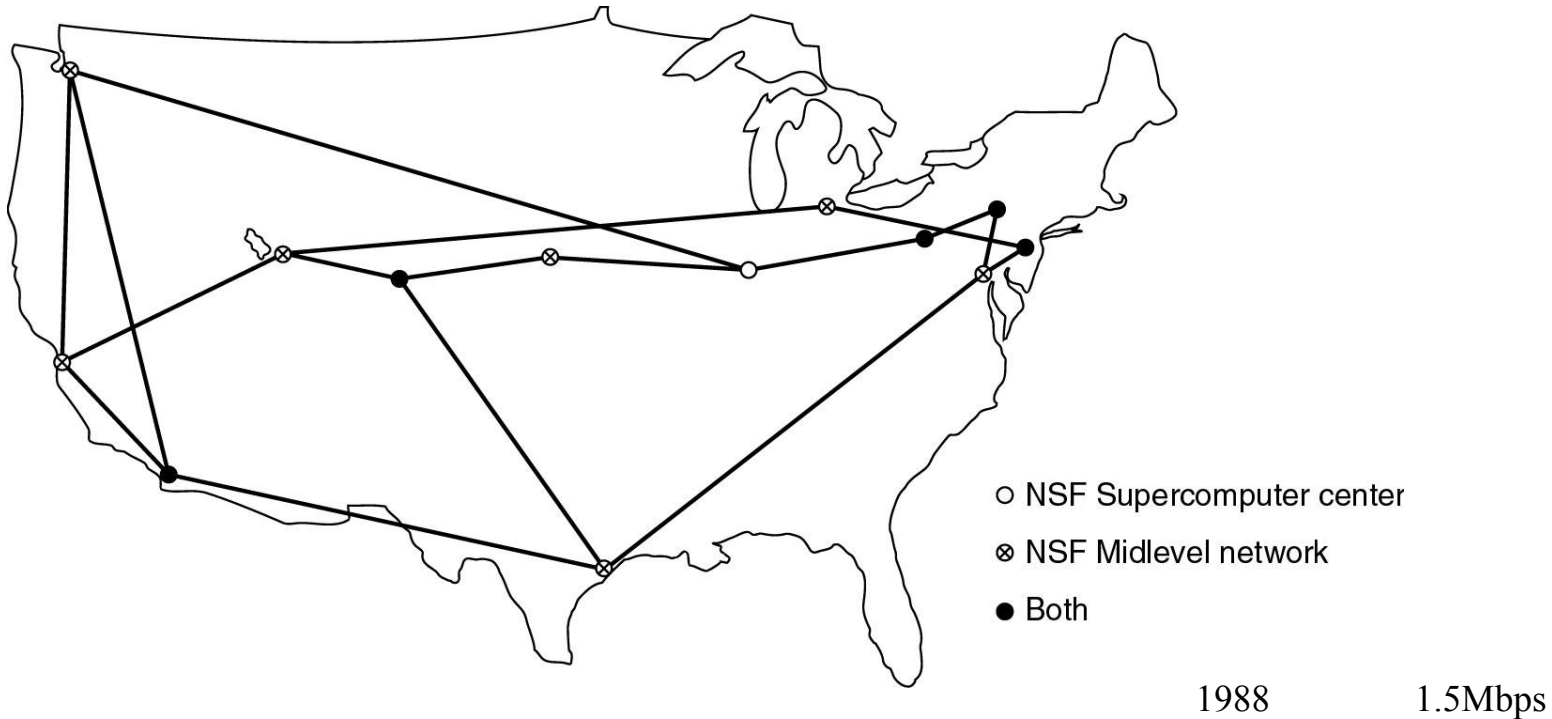 NSF Supercomputer center
NSF Midlevel network
Both
1988 1.5Mbps